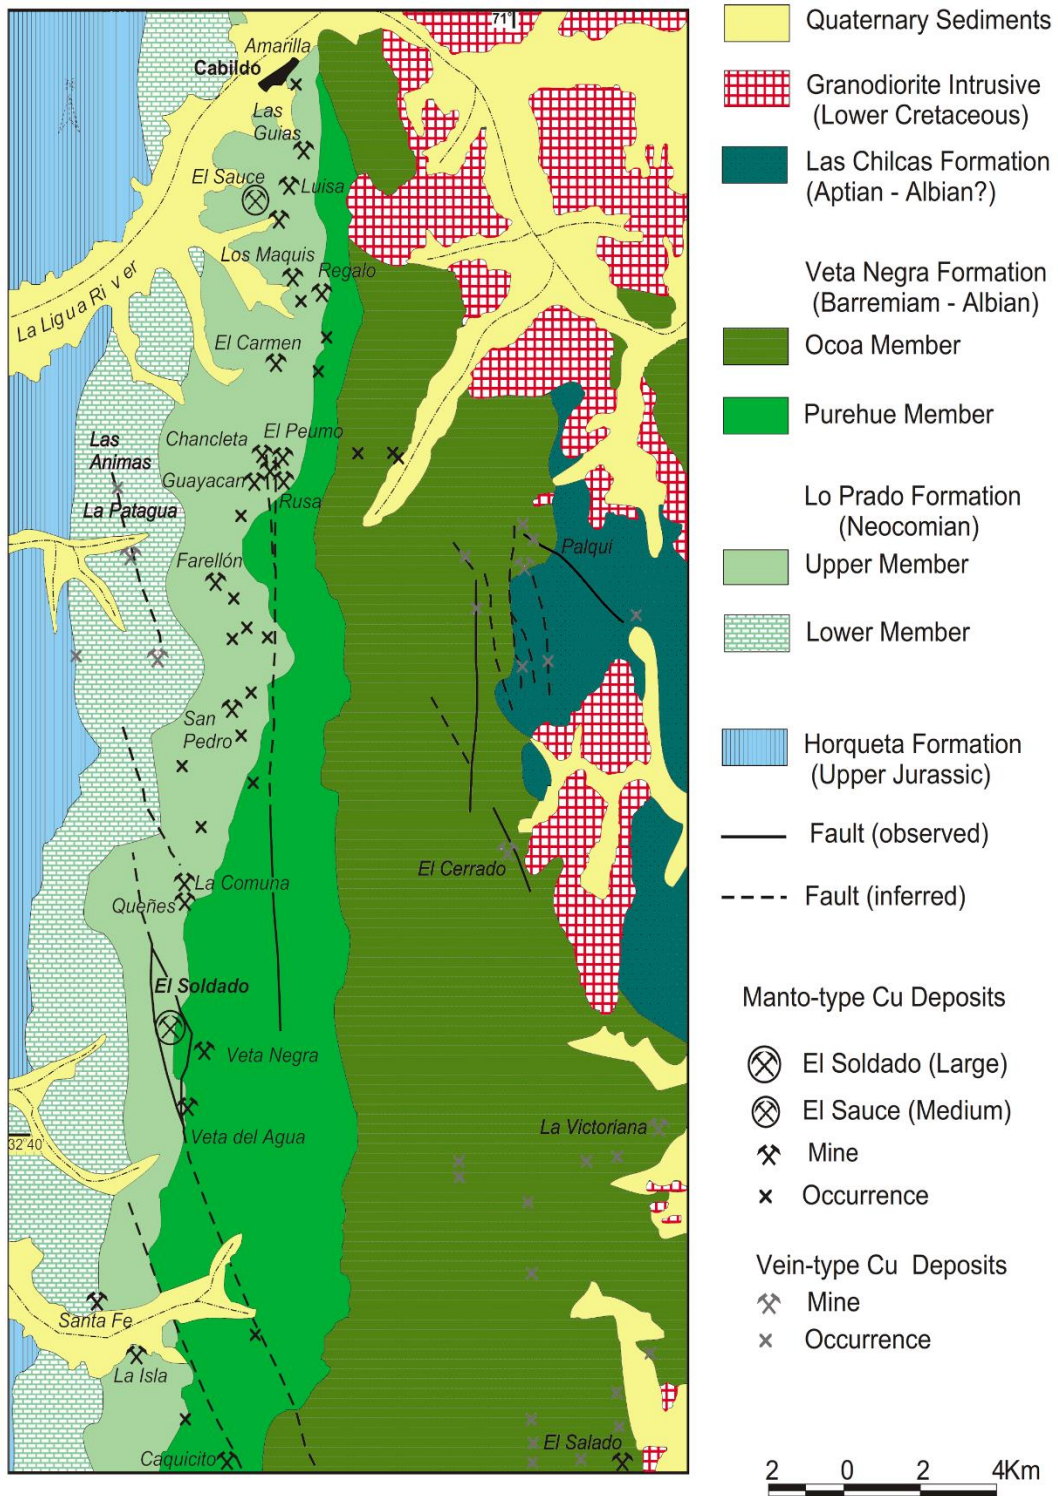 71°
Amarilla
Cabildo
Las
Guias
El Sauce
Luisa
Los Maquis
Regalo
La Ligua River
El Carmen
Chancleta
El Peumo
Las
Animas
Guayacan
Rusa
La Patagua
Palqui
Farellón
San
Pedro
El Cerrado
La Comuna
Queñes
El Soldado
Veta Negra
La Victoriana
32°40'
Veta del Agua
Santa Fe
La Isla
El Salado
Caquicito
Quaternary Sediments
Granodiorite Intrusive
(Lower Cretaceous)
Las Chilcas Formation
(Aptian - Albian?)
Veta Negra Formation
(Barremiam - Albian)
Ocoa Member
Purehue Member
Lo Prado Formation
(Neocomian)
Upper Member
Lower Member
Horqueta Formation
(Upper Jurassic)
Fault (observed)
Fault (inferred)
Manto-type Cu Deposits
El Soldado (Large)
El Sauce (Medium)
Mine
Occurrence
Vein-type Cu Deposits
Mine
Occurrence
2 0 2 4Km